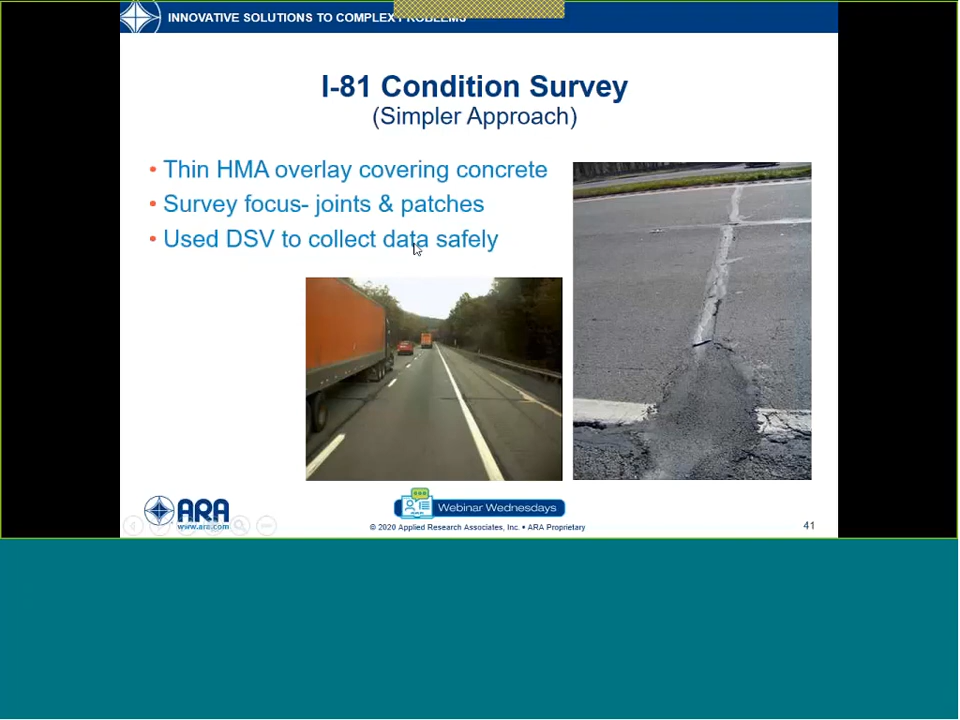 INNOVATIVE SOLUTIONS TO COMPLEX PROBLEMS
I-81 Condition Survey
(Simpler Approach)
• Thin HMA overlay covering concrete
• Survey focus- joints & patches
• Used DSV to collect data safely
ARA
www.ara.com
Webinar Wednesdays
© 2020 Applied Research Associates, Inc. • ARA Proprietary
41